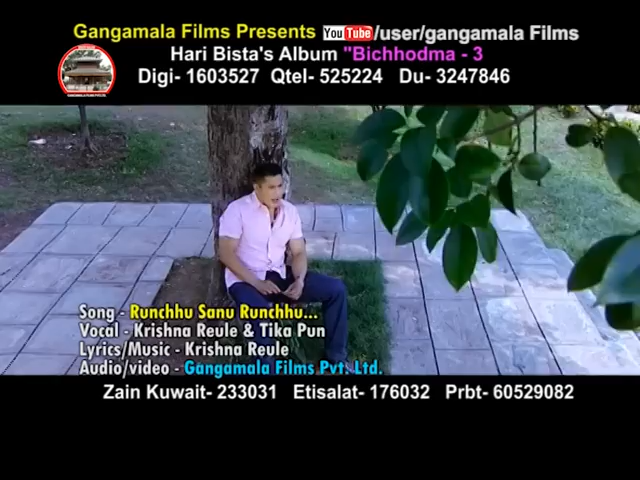 Gangamala Films Presents YouTube/user/gangamala Films
Hari Bista's Album "Bichhodma - 3
Digi- 1603527 Qtel- 525224 Du- 3247846
Song - Runchhu Sanu Runchhu...
Vocal - Krishna Reule & Tika Pun
Lyrics/Music - Krishna Reule
Audio/video - Gangamala Films Pvt. Ltd.
Zain Kuwait- 233031 Etisalat- 176032 Prbt- 60529082